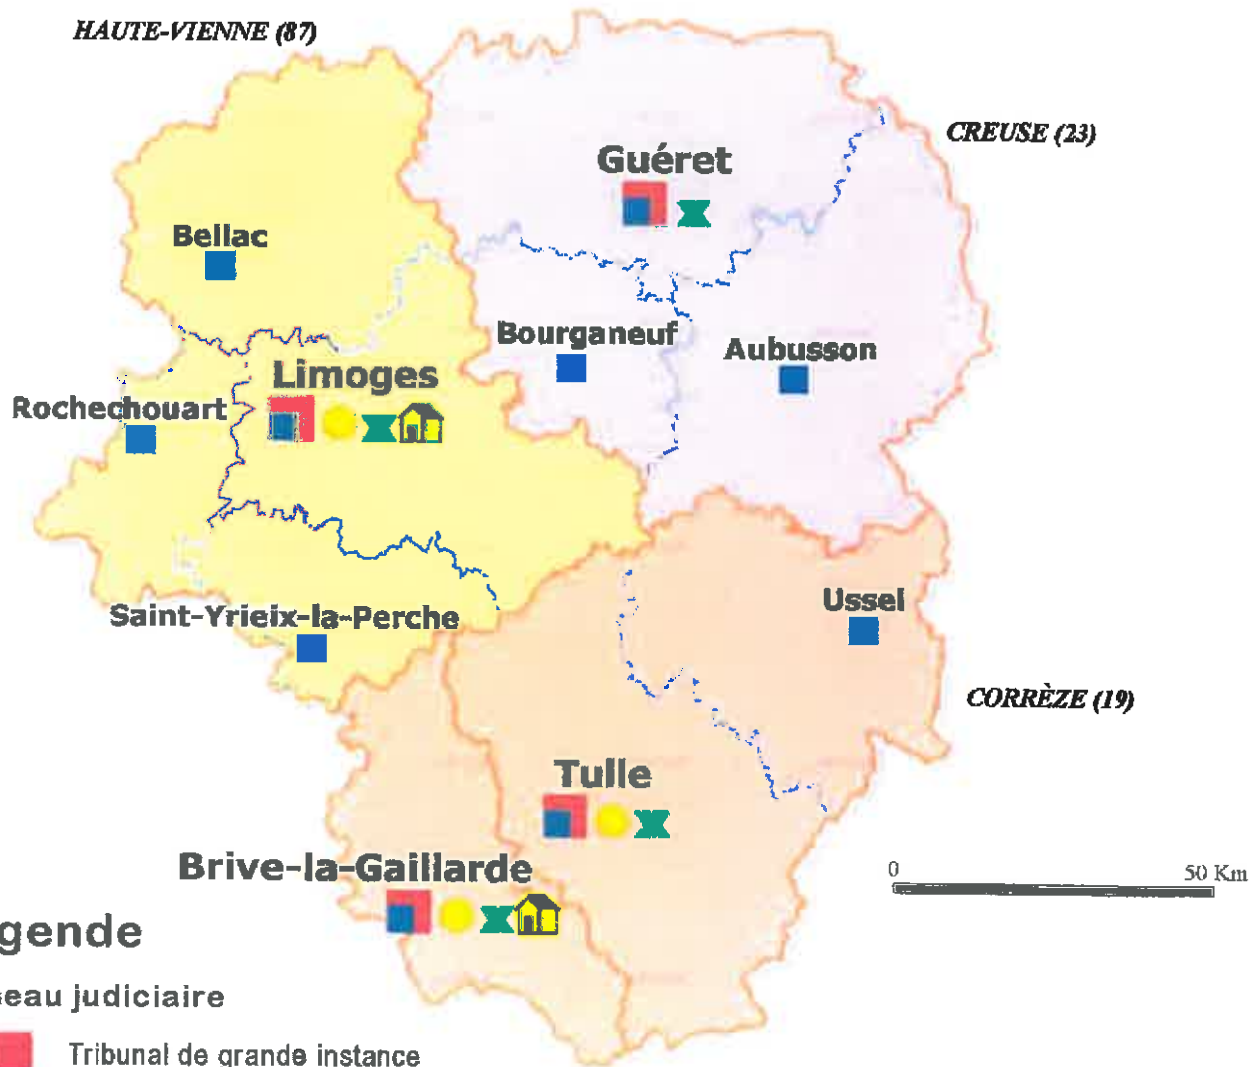 HAUTE-VIENNE (87)
CREUSE (23)
Guéret
Bellac
Bourganeuf
Aubusson
Limoges
Rochechouart
Ussel
Saint-Yrieix-la-Perche
CORRÈZE (19)
Tulle
Brive-la-Gaillarde
0 50 Km
gende
seau judiciaire
Tribunal de grande instance